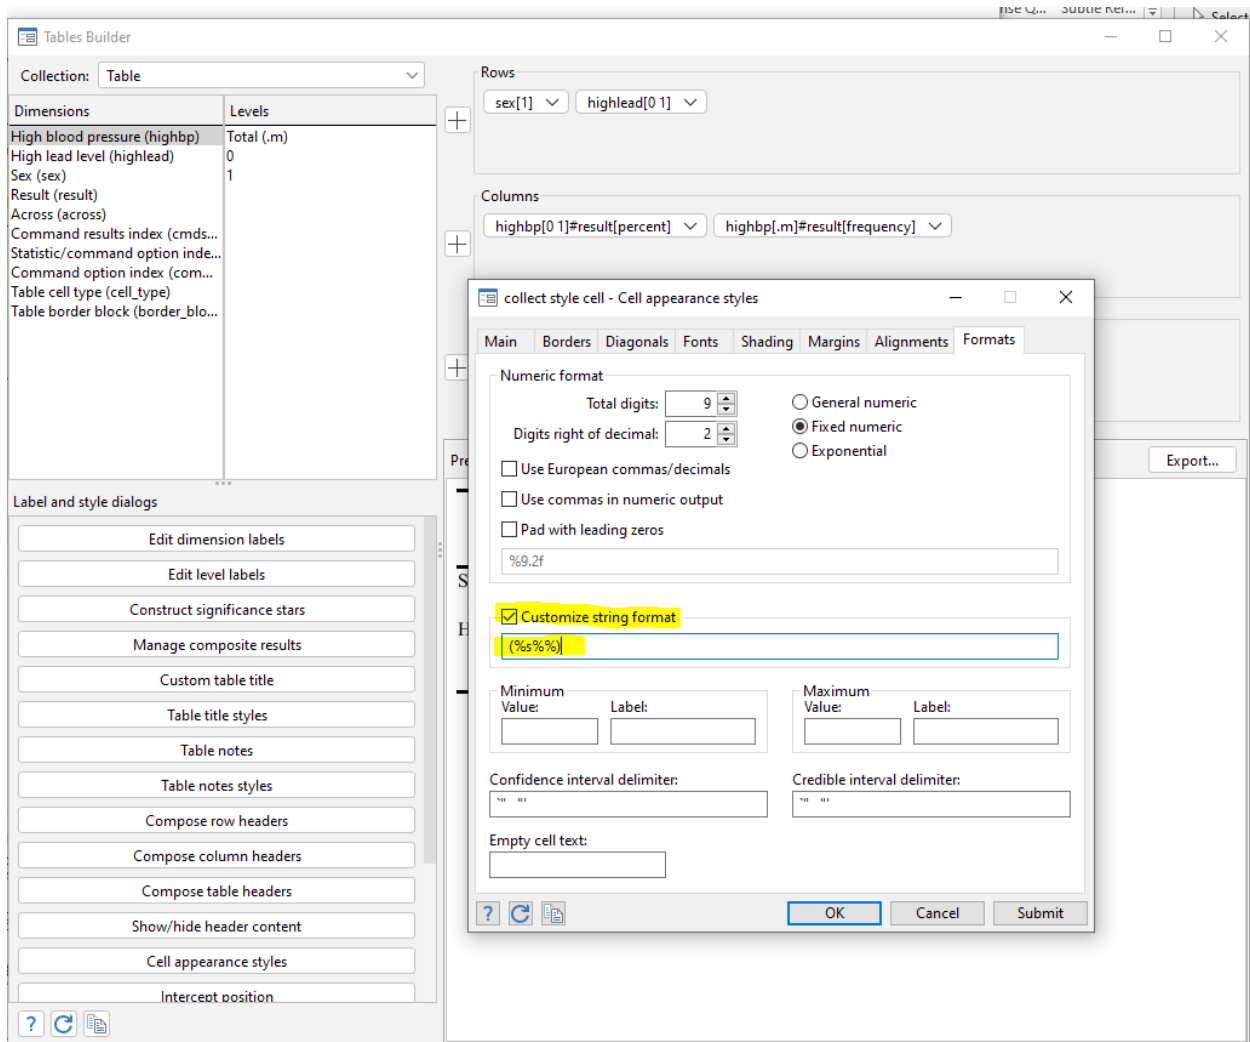 Subtle Rer...
Select
Tables Builder
Collection: Table
Dimensions Levels
High blood pressure (highbp) Total (.m)
High lead level (highlead) 0
Sex (sex) 1
Result (result)
Across (across)
Command results index (cmds...
Statistic/command option inde...
Command option index (com...
Table cell type (cell_type)
Table border block (border_blo...
Label and style dialogs
Edit dimension labels
Edit level labels
Construct significance stars
Manage composite results
Custom table title
Table title styles
Table notes
Table notes styles
Compose row headers
Compose column headers
Compose table headers
Show/hide header content
Cell appearance styles
Intercept position
Rows
sex[1] highlead[0 1]
Columns
highbp[0 1]#result[percent] highbp[.m]#result[frequency]
Pre
Export...
S
H
collect style cell - Cell appearance styles
Main Borders Diagonals Fonts Shading Margins Alignments Formats
Numeric format
Total digits: 9
Digits right of decimal: 2
General numeric
Fixed numeric
Exponential
Use European commas/decimals
Use commas in numeric output
Pad with leading zeros
%9.2f
Customize string format
(%s%%)
Minimum
Value: Label:
Maximum
Value: Label:
Confidence interval delimiter:
`" "'
Credible interval delimiter:
`" "'
Empty cell text:
OK Cancel Submit